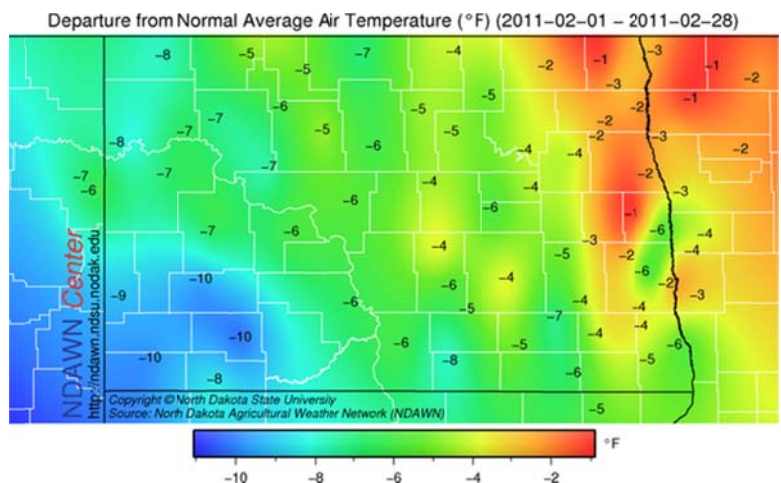 Departure from Normal Average Air Temperature (°F) (2011-02-01 - 2011-02-28)
-8 -5 -7 -4 -3
-5 -2 -1 -1 -2
-3
-6 -5 -5 -2 -1
-7 -5 -5 -2
-7 -2 -3
-8 -6 -4 -4 -2
-7 -7 -7 -4 -2
-6 -6 -4 -6 -1 -3
-7 -6 -4 -3 -6 -4
-5 -2 -4
-10 -6 -4 -6
-9 -6 -5 -7 -4 -4 -3
-10 -6 -5 -4 -4
-10 -8 -5 -6
-8 -6
-5
NDAWN Center
http://ndawn.ndsu.nodak.edu
Copyright © North Dakota State University
Source: North Dakota Agricultural Weather Network (NDAWN)
°F
-10 -8 -6 -4 -2